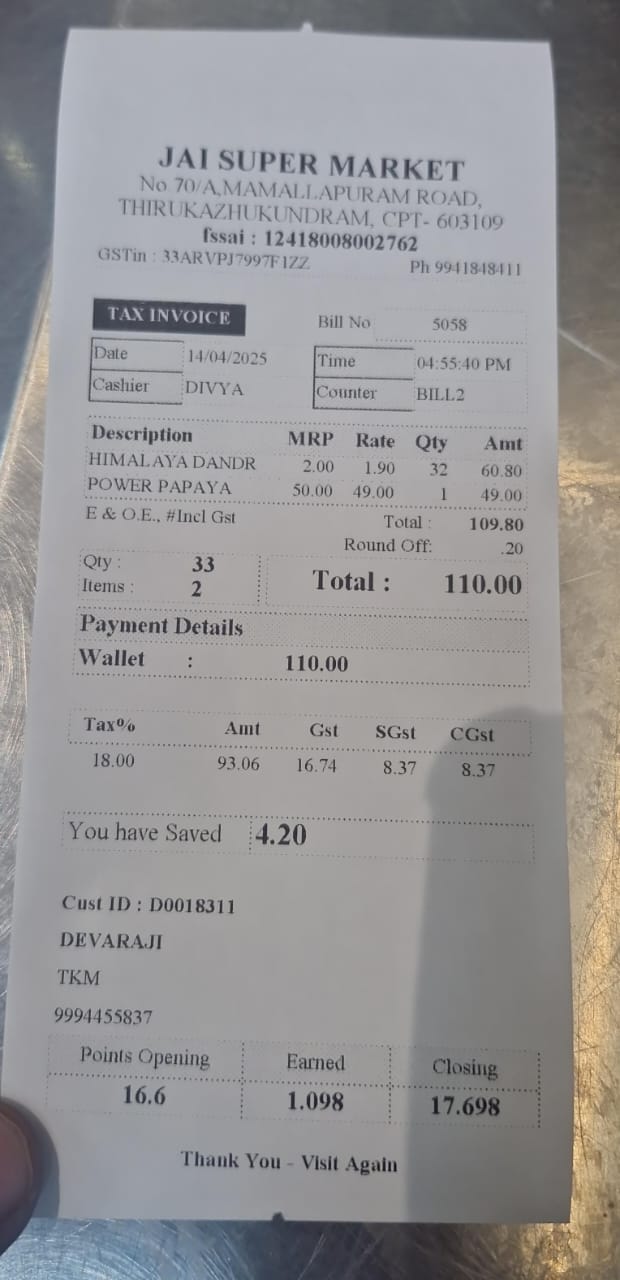 JAI SUPER MARKET
No 70/A,MAMALLAPURAM ROAD,
THIRUKAZHUKUNDRAM, CPT- 603109
fssai : 12418008002762
GSTin : 33ARVPJ7997F1ZZ Ph 9941848411
TAX INVOICE Bill No 5058
Date 14/04/2025 Time 04:55:40 PM
Cashier DIVYA Counter BILL2
Description MRP Rate Qty Amt
HIMALAYA DANDR 2.00 1.90 32 60.80
POWER PAPAYA 50.00 49.00 1 49.00
E & O.E., #Incl Gst Total : 109.80
Round Off: .20
Qty : 33
Items : 2 Total : 110.00
Payment Details
Wallet : 110.00
Tax% Amt Gst SGst CGst
18.00 93.06 16.74 8.37 8.37
You have Saved 4.20
Cust ID : D0018311
DEVARAJI
TKM
9994455837
Points Opening Earned Closing
16.6 1.098 17.698
Thank You - Visit Again